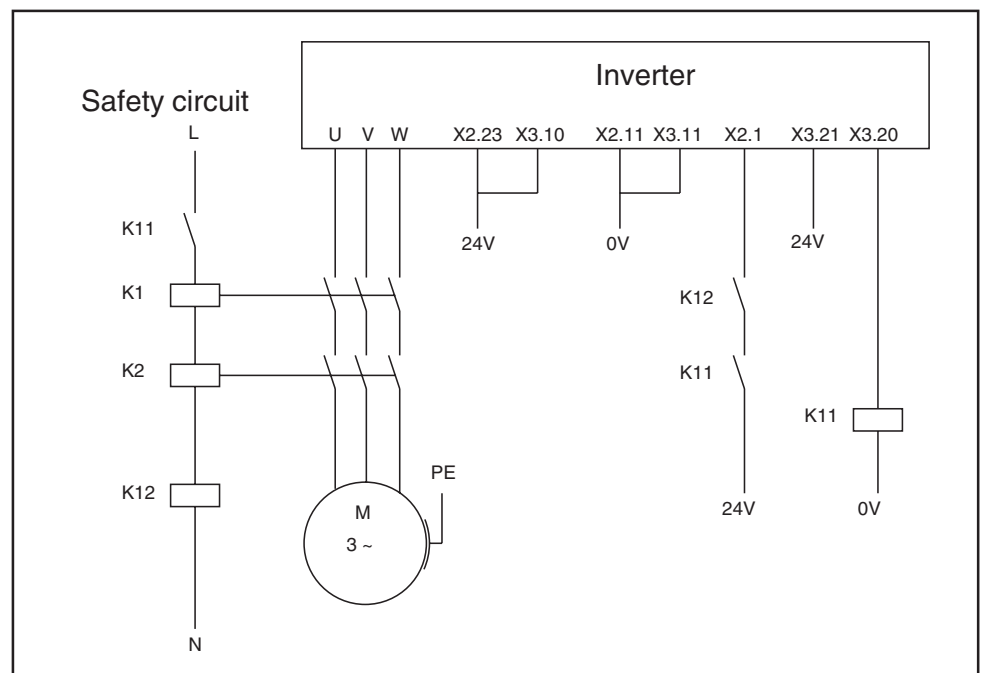 Inverter
Safety circuit
L
U V W X2.23 X3.10 X2.11 X3.11 X2.1 X3.21 X3.20
K11
24V
0V
24V
K1
K12
K2
K11
K11
PE
K12
M
3 ~
24V
0V
N